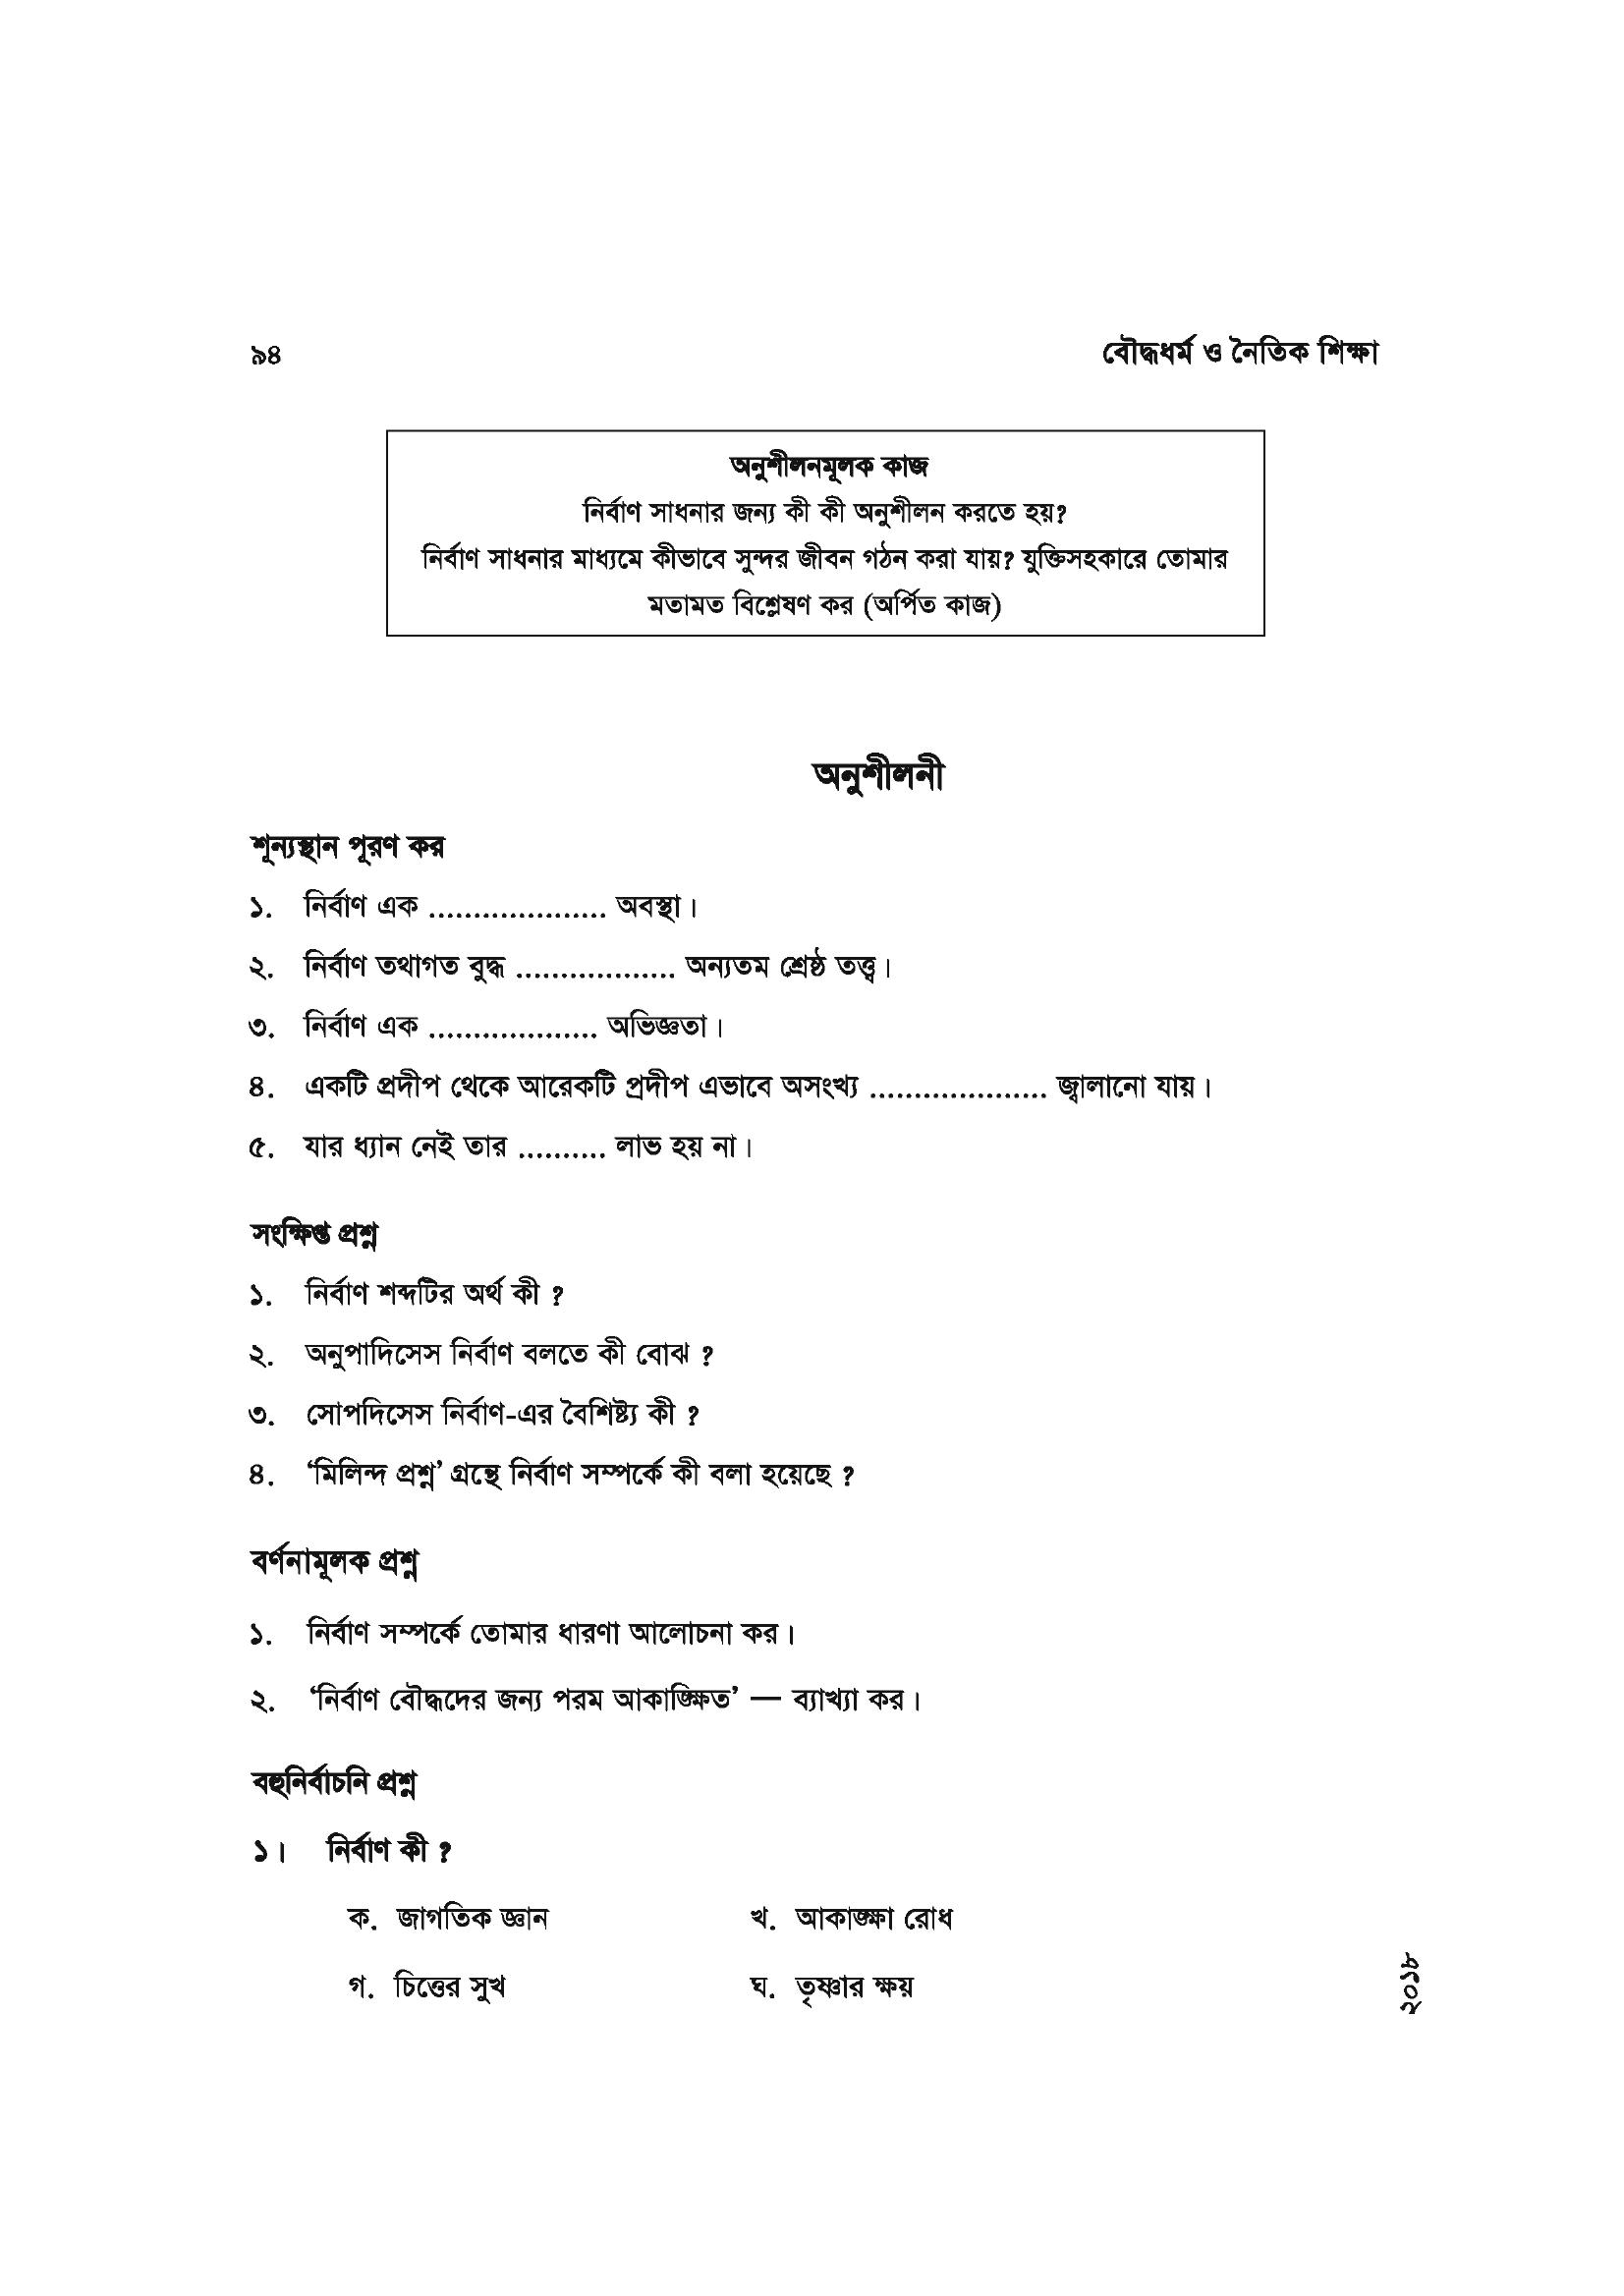 ৯৪ বৌদ্ধধর্ম ও নৈতিক শিক্ষা
অনুশীলনমূলক কাজ
নির্বাণ সাধনার জন্য কী কী অনুশীলন করতে হয়?
নির্বাণ সাধনার মাধ্যমে কীভাবে সুন্দর জীবন গঠন করা যায়? যুক্তিসহকারে তোমার
মতামত বিশ্লেষণ কর (অর্পিত কাজ)
অনুশীলনী
শূন্যস্থান পূরণ কর
১. নির্বাণ এক .................... অবস্থা।
২. নির্বাণ তথাগত বুদ্ধ .................. অন্যতম শ্রেষ্ঠ তত্ত্ব।
৩. নির্বাণ এক ................... অভিজ্ঞতা।
৪. একটি প্রদীপ থেকে আরেকটি প্রদীপ এভাবে অসংখ্য .................... জ্বালানো যায়।
৫. যার ধ্যান নেই তার .......... লাভ হয় না।
সংক্ষিপ্ত প্রশ্ন
১. নির্বাণ শব্দটির অর্থ কী ?
২. অনুপাদিসেস নির্বাণ বলতে কী বোঝ ?
৩. সোপদিসেস নির্বাণ-এর বৈশিষ্ট্য কী ?
৪. ‘মিলিন্দ প্রশ্ন’ গ্রন্থে নির্বাণ সম্পর্কে কী বলা হয়েছে ?
বর্ণনামূলক প্রশ্ন
১. নির্বাণ সম্পর্কে তোমার ধারণা আলোচনা কর।
২. ‘নির্বাণ বৌদ্ধদের জন্য পরম আকাঙ্ক্ষিত’ — ব্যাখ্যা কর।
বহুনির্বাচনি প্রশ্ন
১। নির্বাণ কী ?
ক. জাগতিক জ্ঞান খ. আকাঙ্ক্ষা রোধ
গ. চিত্তের সুখ ঘ. তৃষ্ণার ক্ষয়
২০১৮